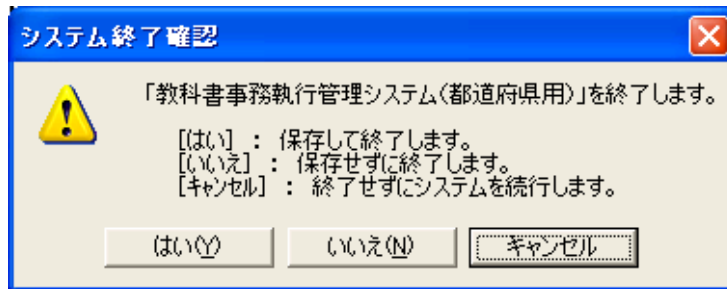 システム終了確認
「教科書事務執行管理システム(都道府県用)」を終了します。
[はい] : 保存して終了します。
[いいえ] : 保存せずに終了します。
[キャンセル] : 終了せずにシステムを続行します。
はい(Y)
いいえ(N)
キャンセル